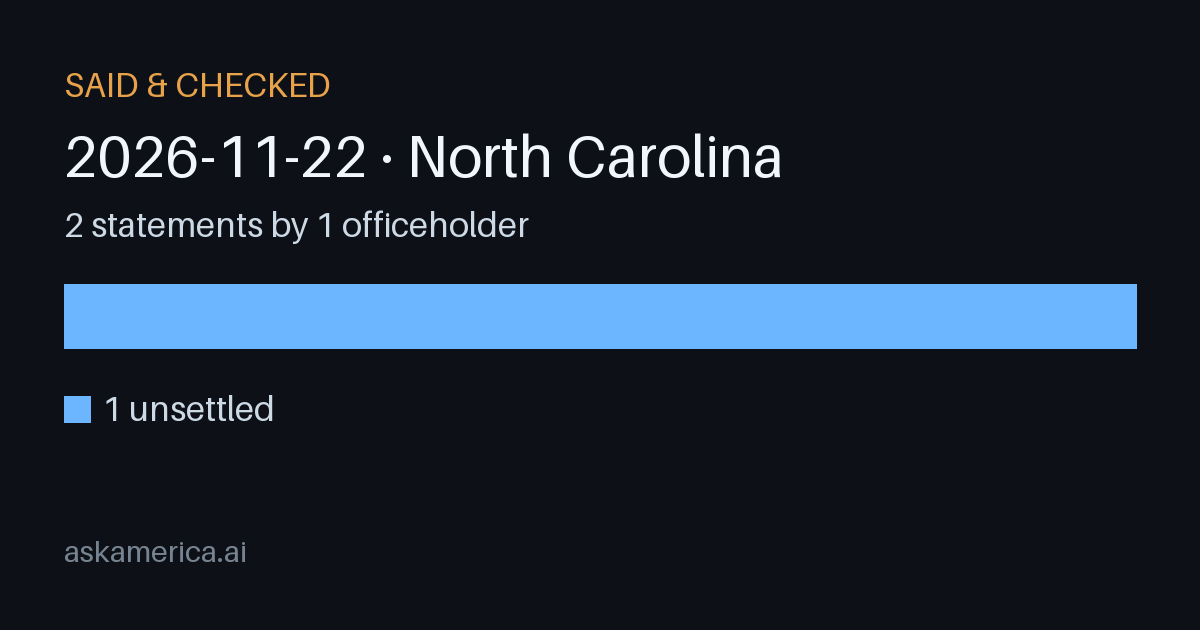 SAID & CHECKED
2026-11-22 · North Carolina
2 statements by 1 officeholder
1 unsettled
askamerica.ai